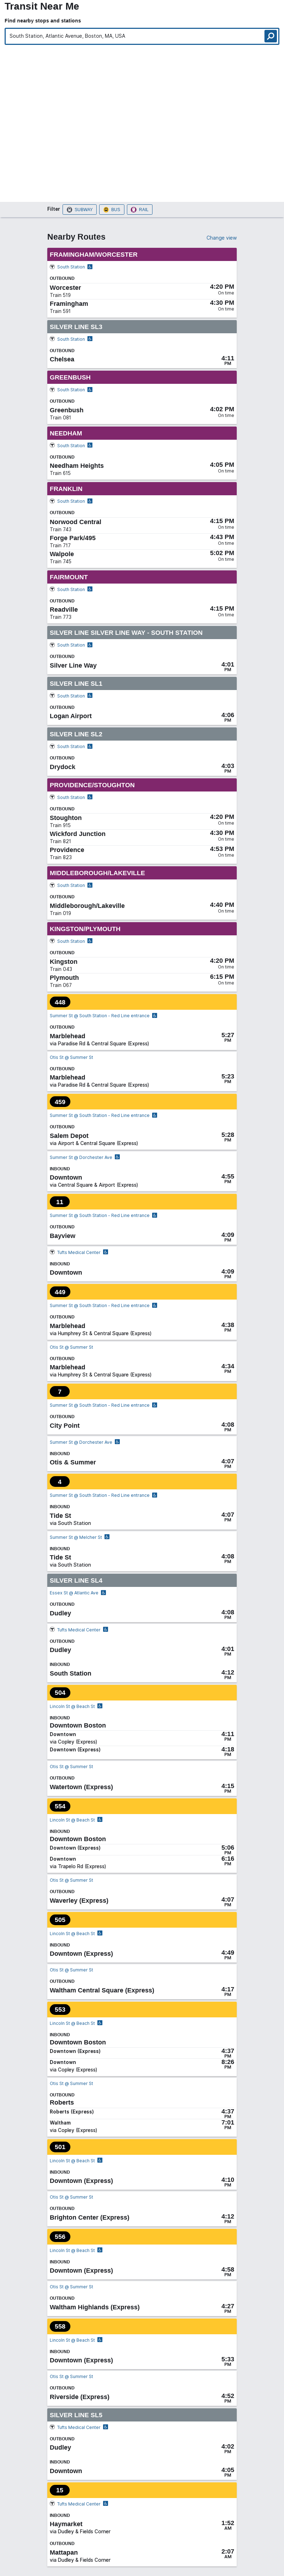 Transit Near Me
Find nearby stops and stations
South Station, Atlantic Avenue, Boston, MA, USA
Filter SUBWAY BUS RAIL
Nearby Routes Change view
FRAMINGHAM/WORCESTER
South Station
OUTBOUND
Worcester 4:20 PM
Train 519 On time
Framingham 4:30 PM
Train 591 On time
SILVER LINE SL3
South Station
OUTBOUND
Chelsea 4:11
PM
GREENBUSH
South Station
OUTBOUND
Greenbush 4:02 PM
Train 081 On time
NEEDHAM
South Station
OUTBOUND
Needham Heights 4:05 PM
Train 615 On time
FRANKLIN
South Station
OUTBOUND
Norwood Central 4:15 PM
Train 743 On time
Forge Park/495 4:43 PM
Train 717 On time
Walpole 5:02 PM
Train 745 On time
FAIRMOUNT
South Station
OUTBOUND
Readville 4:15 PM
Train 773 On time
SILVER LINE SILVER LINE WAY - SOUTH STATION
South Station
OUTBOUND
Silver Line Way 4:01
PM
SILVER LINE SL1
South Station
OUTBOUND
Logan Airport 4:06
PM
SILVER LINE SL2
South Station
OUTBOUND
Drydock 4:03
PM
PROVIDENCE/STOUGHTON
South Station
OUTBOUND
Stoughton 4:20 PM
Train 915 On time
Wickford Junction 4:30 PM
Train 821 On time
Providence 4:53 PM
Train 823 On time
MIDDLEBOROUGH/LAKEVILLE
South Station
OUTBOUND
Middleborough/Lakeville 4:40 PM
Train 019 On time
KINGSTON/PLYMOUTH
South Station
OUTBOUND
Kingston 4:20 PM
Train 043 On time
Plymouth 6:15 PM
Train 067 On time
448
Summer St @ South Station - Red Line entrance
OUTBOUND
Marblehead 5:27
via Paradise Rd & Central Square (Express) PM
Otis St @ Summer St
OUTBOUND
Marblehead 5:23
via Paradise Rd & Central Square (Express) PM
459
Summer St @ South Station - Red Line entrance
OUTBOUND
Salem Depot 5:28
via Airport & Central Square (Express) PM
Summer St @ Dorchester Ave
INBOUND
Downtown 4:55
via Central Square & Airport (Express) PM
11
Summer St @ South Station - Red Line entrance
OUTBOUND
Bayview 4:09
PM
Tufts Medical Center
INBOUND
Downtown 4:09
PM
449
Summer St @ South Station - Red Line entrance
OUTBOUND
Marblehead 4:38
via Humphrey St & Central Square (Express) PM
Otis St @ Summer St
OUTBOUND
Marblehead 4:34
via Humphrey St & Central Square (Express) PM
7
Summer St @ South Station - Red Line entrance
OUTBOUND
City Point 4:08
PM
Summer St @ Dorchester Ave
INBOUND
Otis & Summer 4:07
PM
4
Summer St @ South Station - Red Line entrance
INBOUND
Tide St 4:07
via South Station PM
Summer St @ Melcher St
INBOUND
Tide St 4:08
via South Station PM
SILVER LINE SL4
Essex St @ Atlantic Ave
OUTBOUND
Dudley 4:08
PM
Tufts Medical Center
OUTBOUND
Dudley 4:01
PM
INBOUND
South Station 4:12
PM
504
Lincoln St @ Beach St
INBOUND
Downtown Boston
Downtown 4:11
via Copley (Express) PM
Downtown (Express) 4:18
PM
Otis St @ Summer St
OUTBOUND
Watertown (Express) 4:15
PM
554
Lincoln St @ Beach St
INBOUND
Downtown Boston
Downtown (Express) 5:06
PM
Downtown 6:16
via Trapelo Rd (Express) PM
Otis St @ Summer St
OUTBOUND
Waverley (Express) 4:07
PM
505
Lincoln St @ Beach St
INBOUND
Downtown (Express) 4:49
PM
Otis St @ Summer St
OUTBOUND
Waltham Central Square (Express) 4:17
PM
553
Lincoln St @ Beach St
INBOUND
Downtown Boston
Downtown (Express) 4:37
PM
Downtown 8:26
via Copley (Express) PM
Otis St @ Summer St
OUTBOUND
Roberts
Roberts (Express) 4:37
PM
Waltham 7:01
via Copley (Express) PM
501
Lincoln St @ Beach St
INBOUND
Downtown (Express) 4:10
PM
Otis St @ Summer St
OUTBOUND
Brighton Center (Express) 4:12
PM
556
Lincoln St @ Beach St
INBOUND
Downtown (Express) 4:58
PM
Otis St @ Summer St
OUTBOUND
Waltham Highlands (Express) 4:27
PM
558
Lincoln St @ Beach St
INBOUND
Downtown (Express) 5:33
PM
Otis St @ Summer St
OUTBOUND
Riverside (Express) 4:52
PM
SILVER LINE SL5
Tufts Medical Center
OUTBOUND
Dudley 4:02
PM
INBOUND
Downtown 4:05
PM
15
Tufts Medical Center
INBOUND
Haymarket 1:52
via Dudley & Fields Corner AM
OUTBOUND
Mattapan 2:07
via Dudley & Fields Corner AM